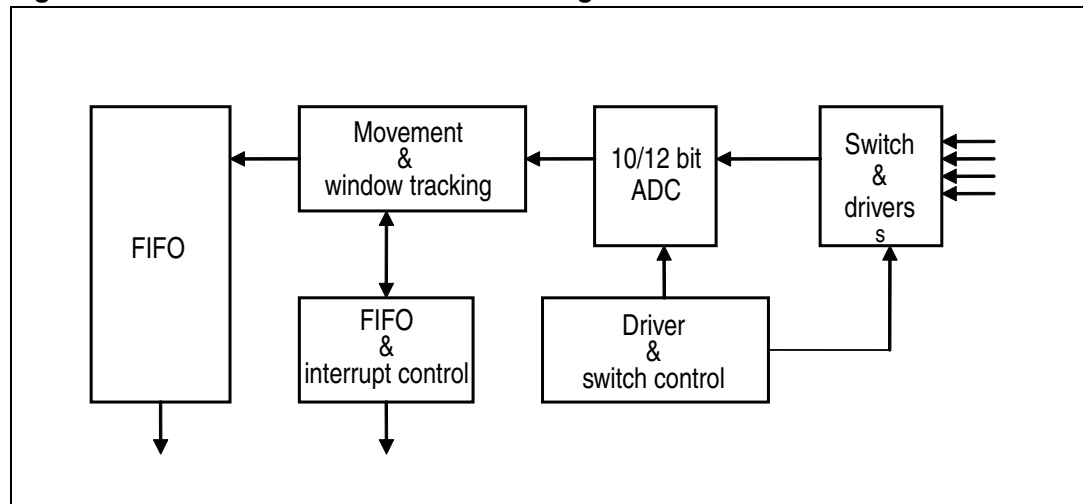 FIFO
Movement
&
window tracking
10/12 bit
ADC
Switch
&
drivers
s
FIFO
&
interrupt control
Driver
&
switch control